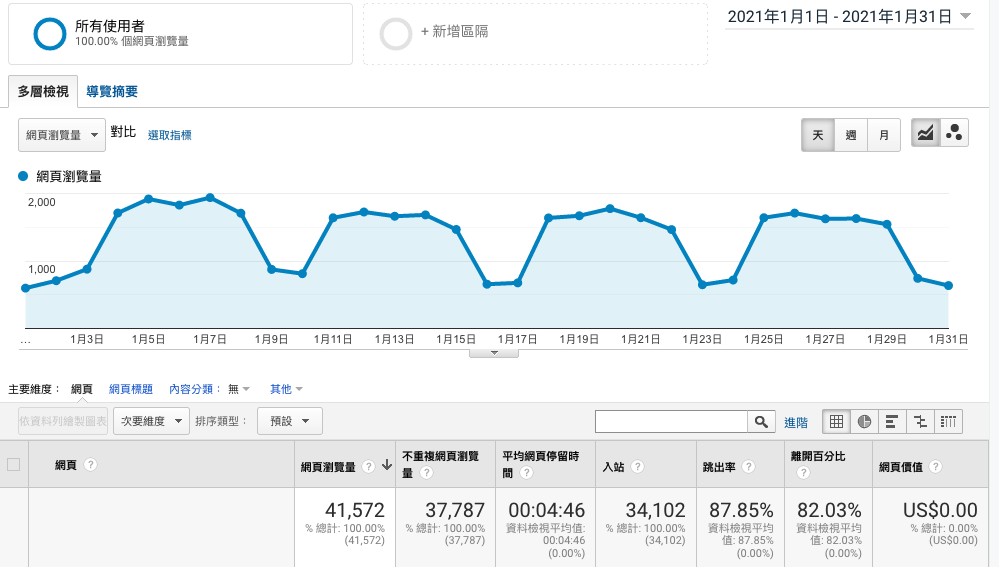 所有使用者
100.00% 個網頁瀏覽量
+ 新增區隔
2021年1月1日 - 2021年1月31日
多層檢視
導覽摘要
網頁瀏覽量
對比
選取指標
天
週
月
網頁瀏覽量
2,000
1,000
...
1月3日
1月5日
1月7日
1月9日
1月11日
1月13日
1月15日
1月17日
1月19日
1月21日
1月23日
1月25日
1月27日
1月29日
1月31日
主要維度：
網頁
網頁標題
內容分類：
無
其他
依資料列繪製圖表
次要維度
排序類型：
預設
進階
網頁 ?
網頁瀏覽量 ?
不重複網頁瀏覽
量 ?
平均網頁停留時
間 ?
入站 ?
跳出率 ?
離開百分比
?
網頁價值 ?
41,572
% 總計: 100.00%
(41,572)
37,787
% 總計: 100.00%
(37,787)
00:04:46
資料檢視平均值:
00:04:46
(0.00%)
34,102
% 總計: 100.00%
(34,102)
87.85%
資料檢視平均
值: 87.85%
(0.00%)
82.03%
資料檢視平均
值: 82.03%
(0.00%)
US$0.00
% 總計: 0.00%
(US$0.00)